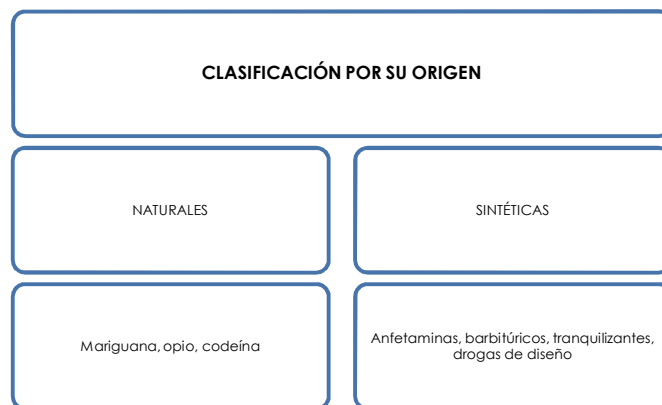 CLASIFICACIÓN POR SU ORIGEN
NATURALES
SINTÉTICAS
Mariguana, opio, codeína
Anfetaminas, barbitúricos, tranquilizantes,
drogas de diseño